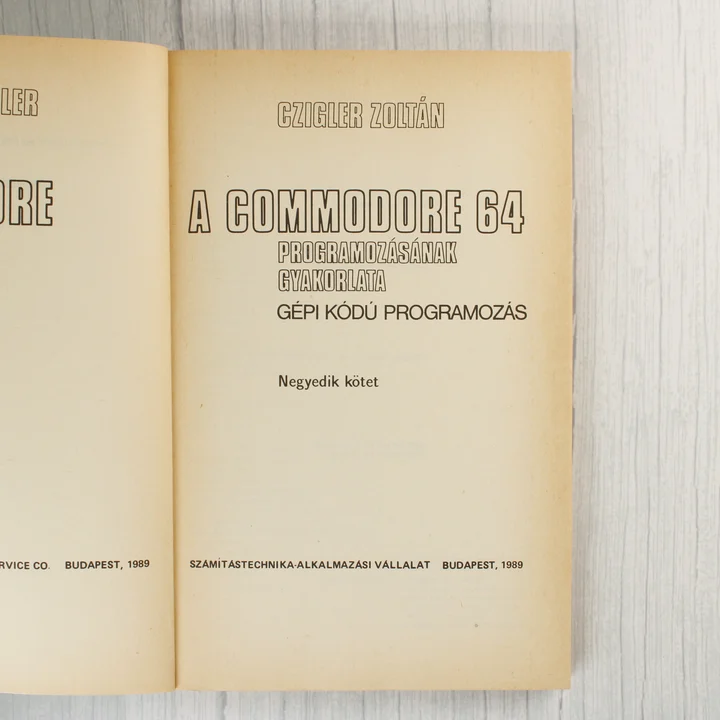 LER
ORE
RVICE CO. BUDAPEST, 1989
CZIGLER ZOLTÁN
A COMMODORE 64
PROGRAMOZÁSÁNAK
GYAKORLATA
GÉPI KÓDÚ PROGRAMOZÁS
Negyedik kötet
SZÁMÍTÁSTECHNIKA-ALKALMAZÁSI VÁLLALAT BUDAPEST, 1989